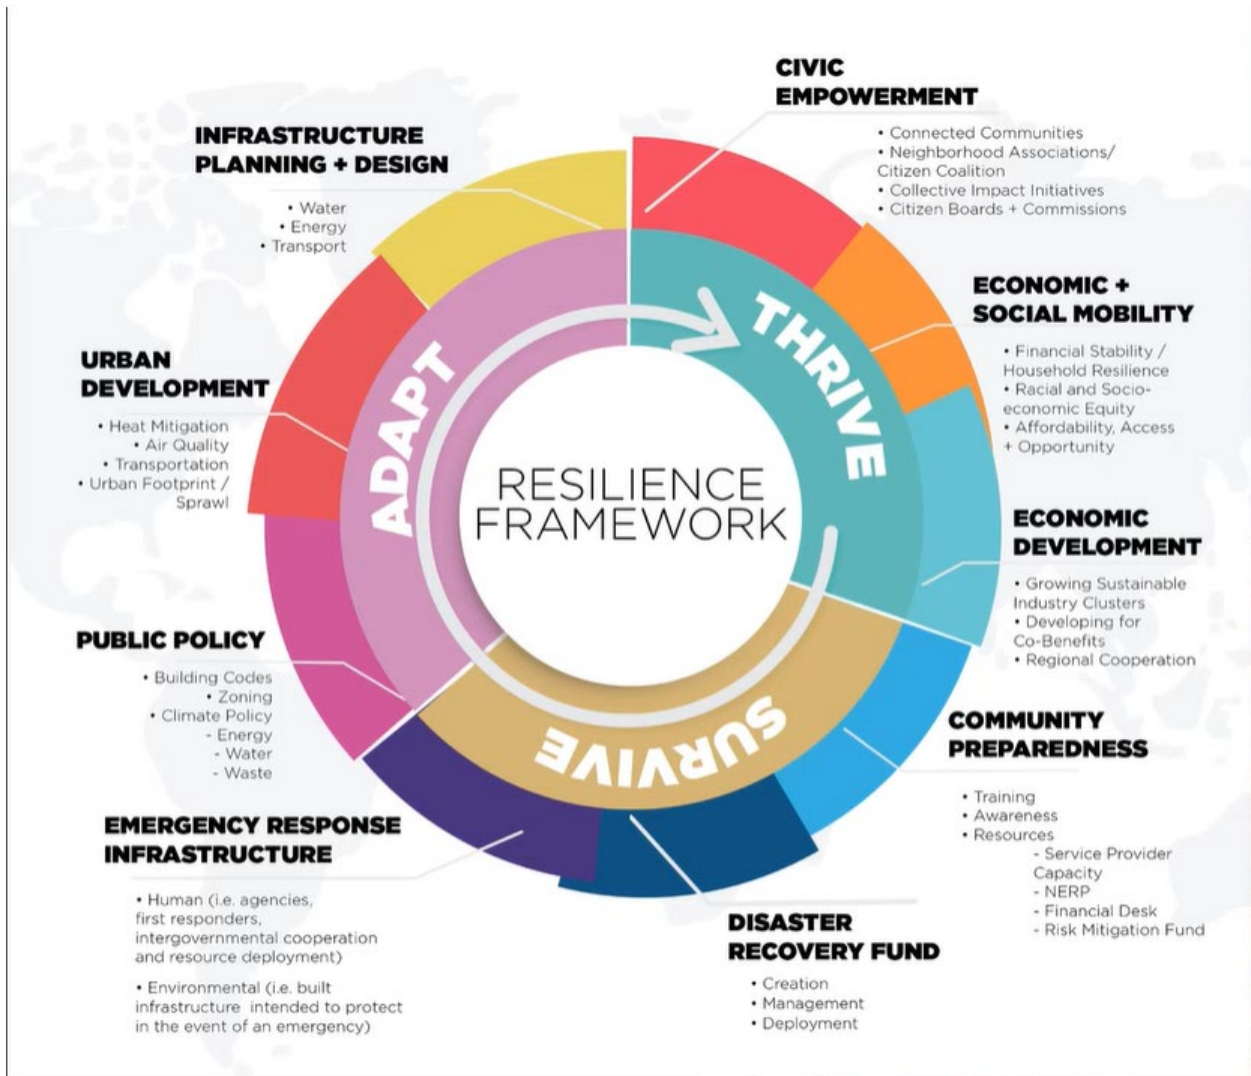 CIVIC
EMPOWERMENT
• Connected Communities
• Neighborhood Associations/
Citizen Coalition
• Collective Impact Initiatives
• Citizen Boards + Commissions
ECONOMIC +
SOCIAL MOBILITY
• Financial Stability /
Household Resilience
• Racial and Socio-
economic Equity
• Affordability, Access
+ Opportunity
ECONOMIC
DEVELOPMENT
• Growing Sustainable
Industry Clusters
• Developing for
Co-Benefits
• Regional Cooperation
COMMUNITY
PREPAREDNESS
• Training
• Awareness
• Resources
- Service Provider
Capacity
- NERP
- Financial Desk
- Risk Mitigation Fund
DISASTER
RECOVERY FUND
• Creation
• Management
• Deployment
EMERGENCY RESPONSE
INFRASTRUCTURE
• Human (i.e. agencies,
first responders,
intergovernmental cooperation
and resource deployment)
• Environmental (i.e. built
infrastructure intended to protect
in the event of an emergency)
PUBLIC POLICY
• Building Codes
• Zoning
• Climate Policy
- Energy
- Water
- Waste
URBAN
DEVELOPMENT
• Heat Mitigation
• Air Quality
• Transportation
• Urban Footprint /
Sprawl
INFRASTRUCTURE
PLANNING + DESIGN
• Water
• Energy
• Transport
THRIVE
SURVIVE
ADAPT
RESILIENCE
FRAMEWORK